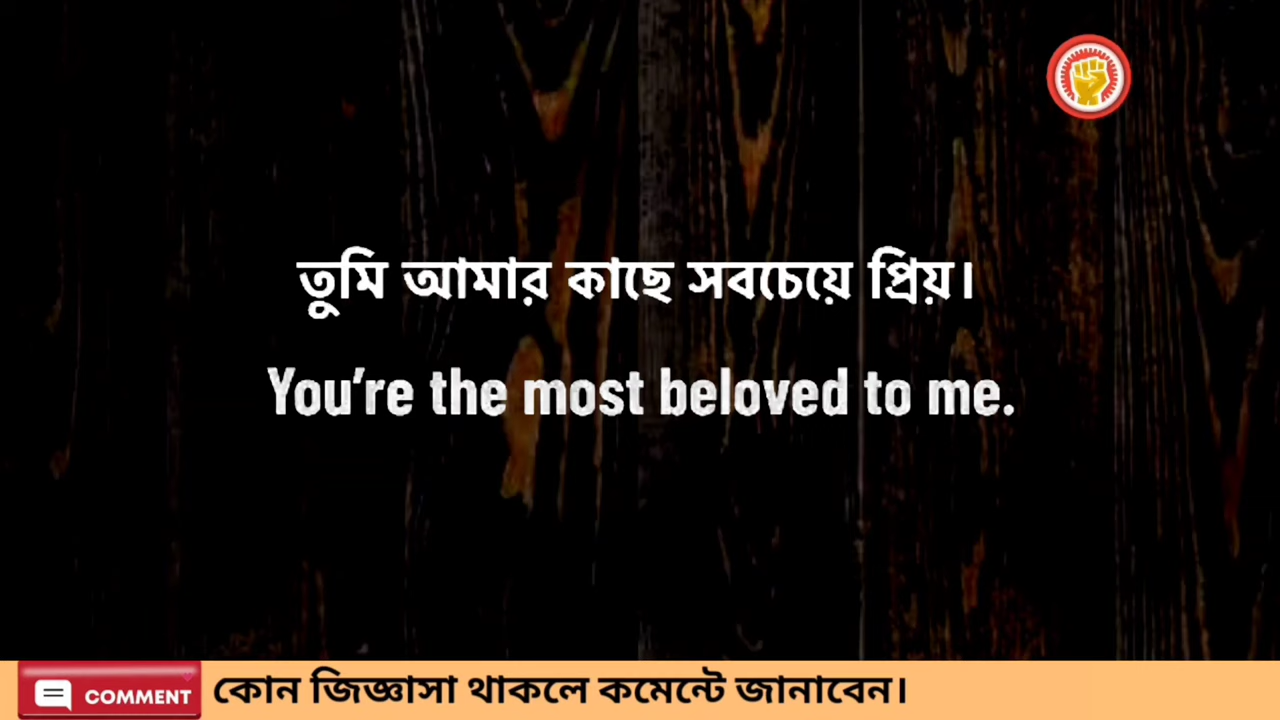 তুমি আমার কাছে সবচেয়ে প্রিয়।
You're the most beloved to me.
COMMENT কোন জিজ্ঞাসা থাকলে কমেন্টে জানাবেন।